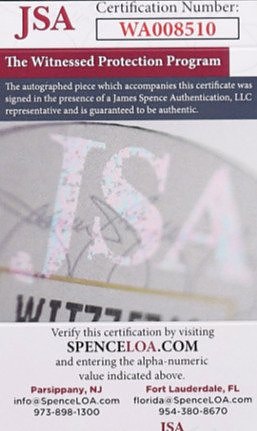 JSA
Certification Number:
WA008510
The Witnessed Protection Program
The autographed piece which accompanies this certificate was
signed in the presence of a James Spence Authentication, LLC
representative and is guaranteed to be authentic.
JSA
Verify this certification by visiting
SPENCELOA.COM
and entering the alpha-numeric
value indicated above.
Parsippany, NJ
info@SpenceLOA.com
973-898-1300
Fort Lauderdale, FL
florida@SpenceLOA.com
954-380-8670
JSA